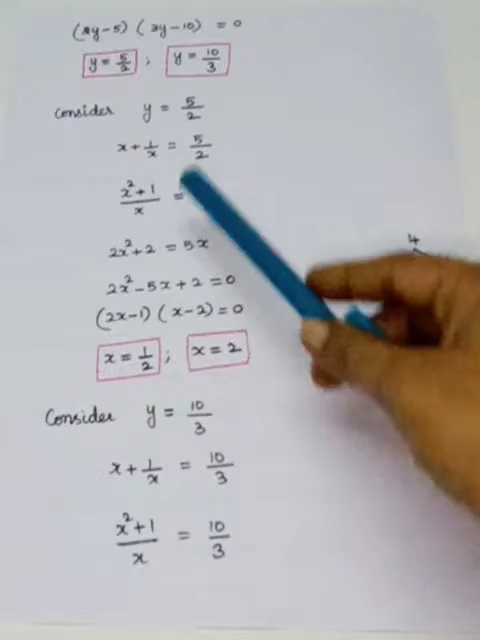 (2y-5) (3y-10) = 0
y = 5/2 ; y = 10/3
Consider y = 5/2
x + 1/x = 5/2
x²+1/x =
2x²+2 = 5x
2x²-5x+2 = 0
(2x-1) (x-2) = 0
x = 1/2 ; x = 2
Consider y = 10/3
x + 1/x = 10/3
x²+1/x = 10/3
4